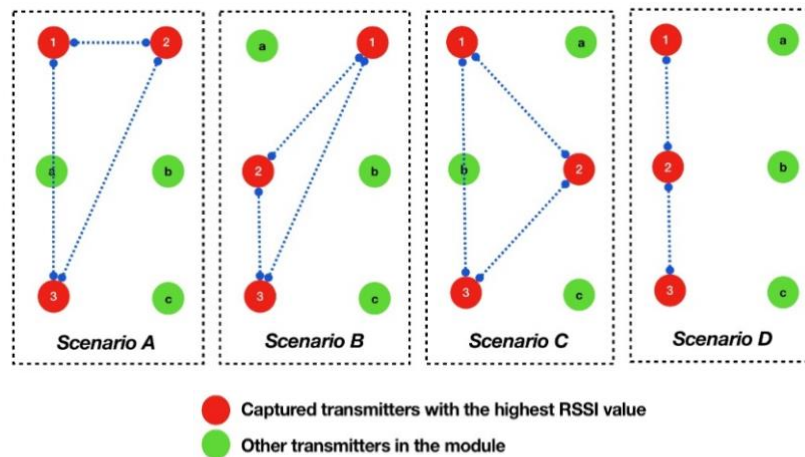 1 2
a b
3 c
Scenario A
a 1
2 b
3 c
Scenario B
1 a
b 2
3 c
Scenario C
1 a
2 b
3 c
Scenario D
Captured transmitters with the highest RSSI value
Other transmitters in the module